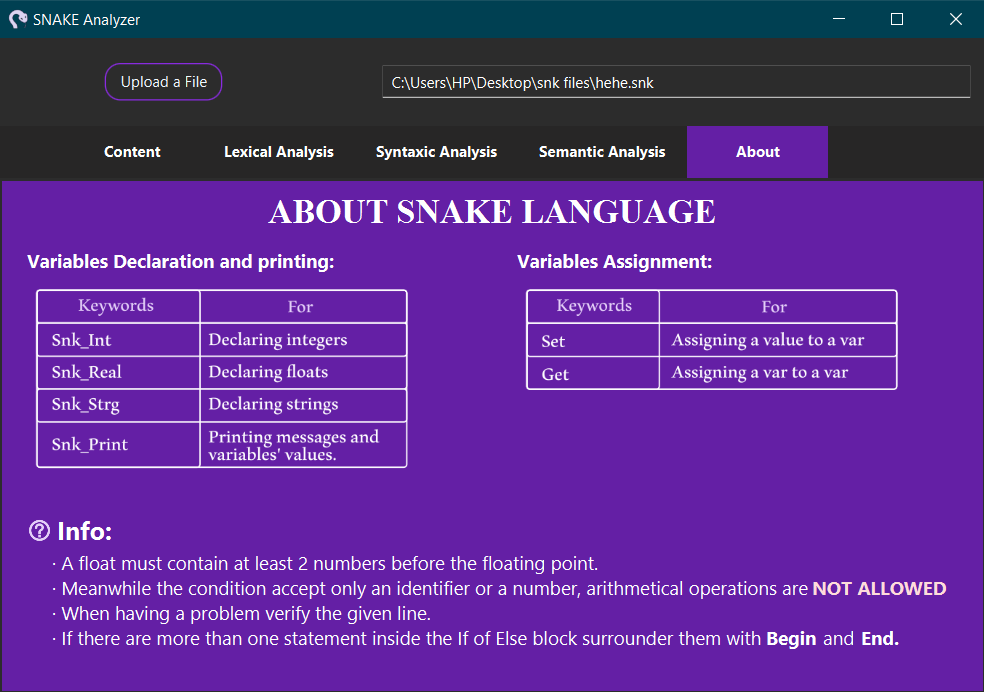 SNAKE Analyzer
Upload a File
C:\Users\HP\Desktop\snk files\hehe.snk
Content Lexical Analysis Syntaxic Analysis Semantic Analysis About
ABOUT SNAKE LANGUAGE
Variables Declaration and printing:
Keywords For
Snk_Int Declaring integers
Snk_Real Declaring floats
Snk_Strg Declaring strings
Snk_Print Printing messages and
variables' values.
Variables Assignment:
Keywords For
Set Assigning a value to a var
Get Assigning a var to a var
? Info:
· A float must contain at least 2 numbers before the floating point.
· Meanwhile the condition accept only an identifier or a number, arithmetical operations are NOT ALLOWED
· When having a problem verify the given line.
· If there are more than one statement inside the If of Else block surrounder them with Begin and End.